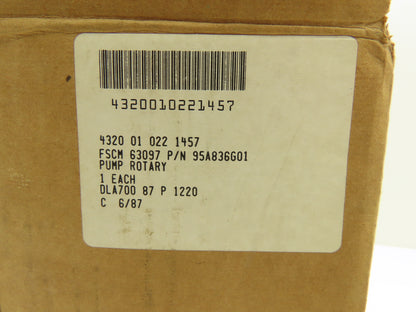 4320010221457
4320 01 022 1457
FSCM 63097 P/N 95A836G01
PUMP ROTARY
1 EACH
DLA700 87 P 1220
C 6/87